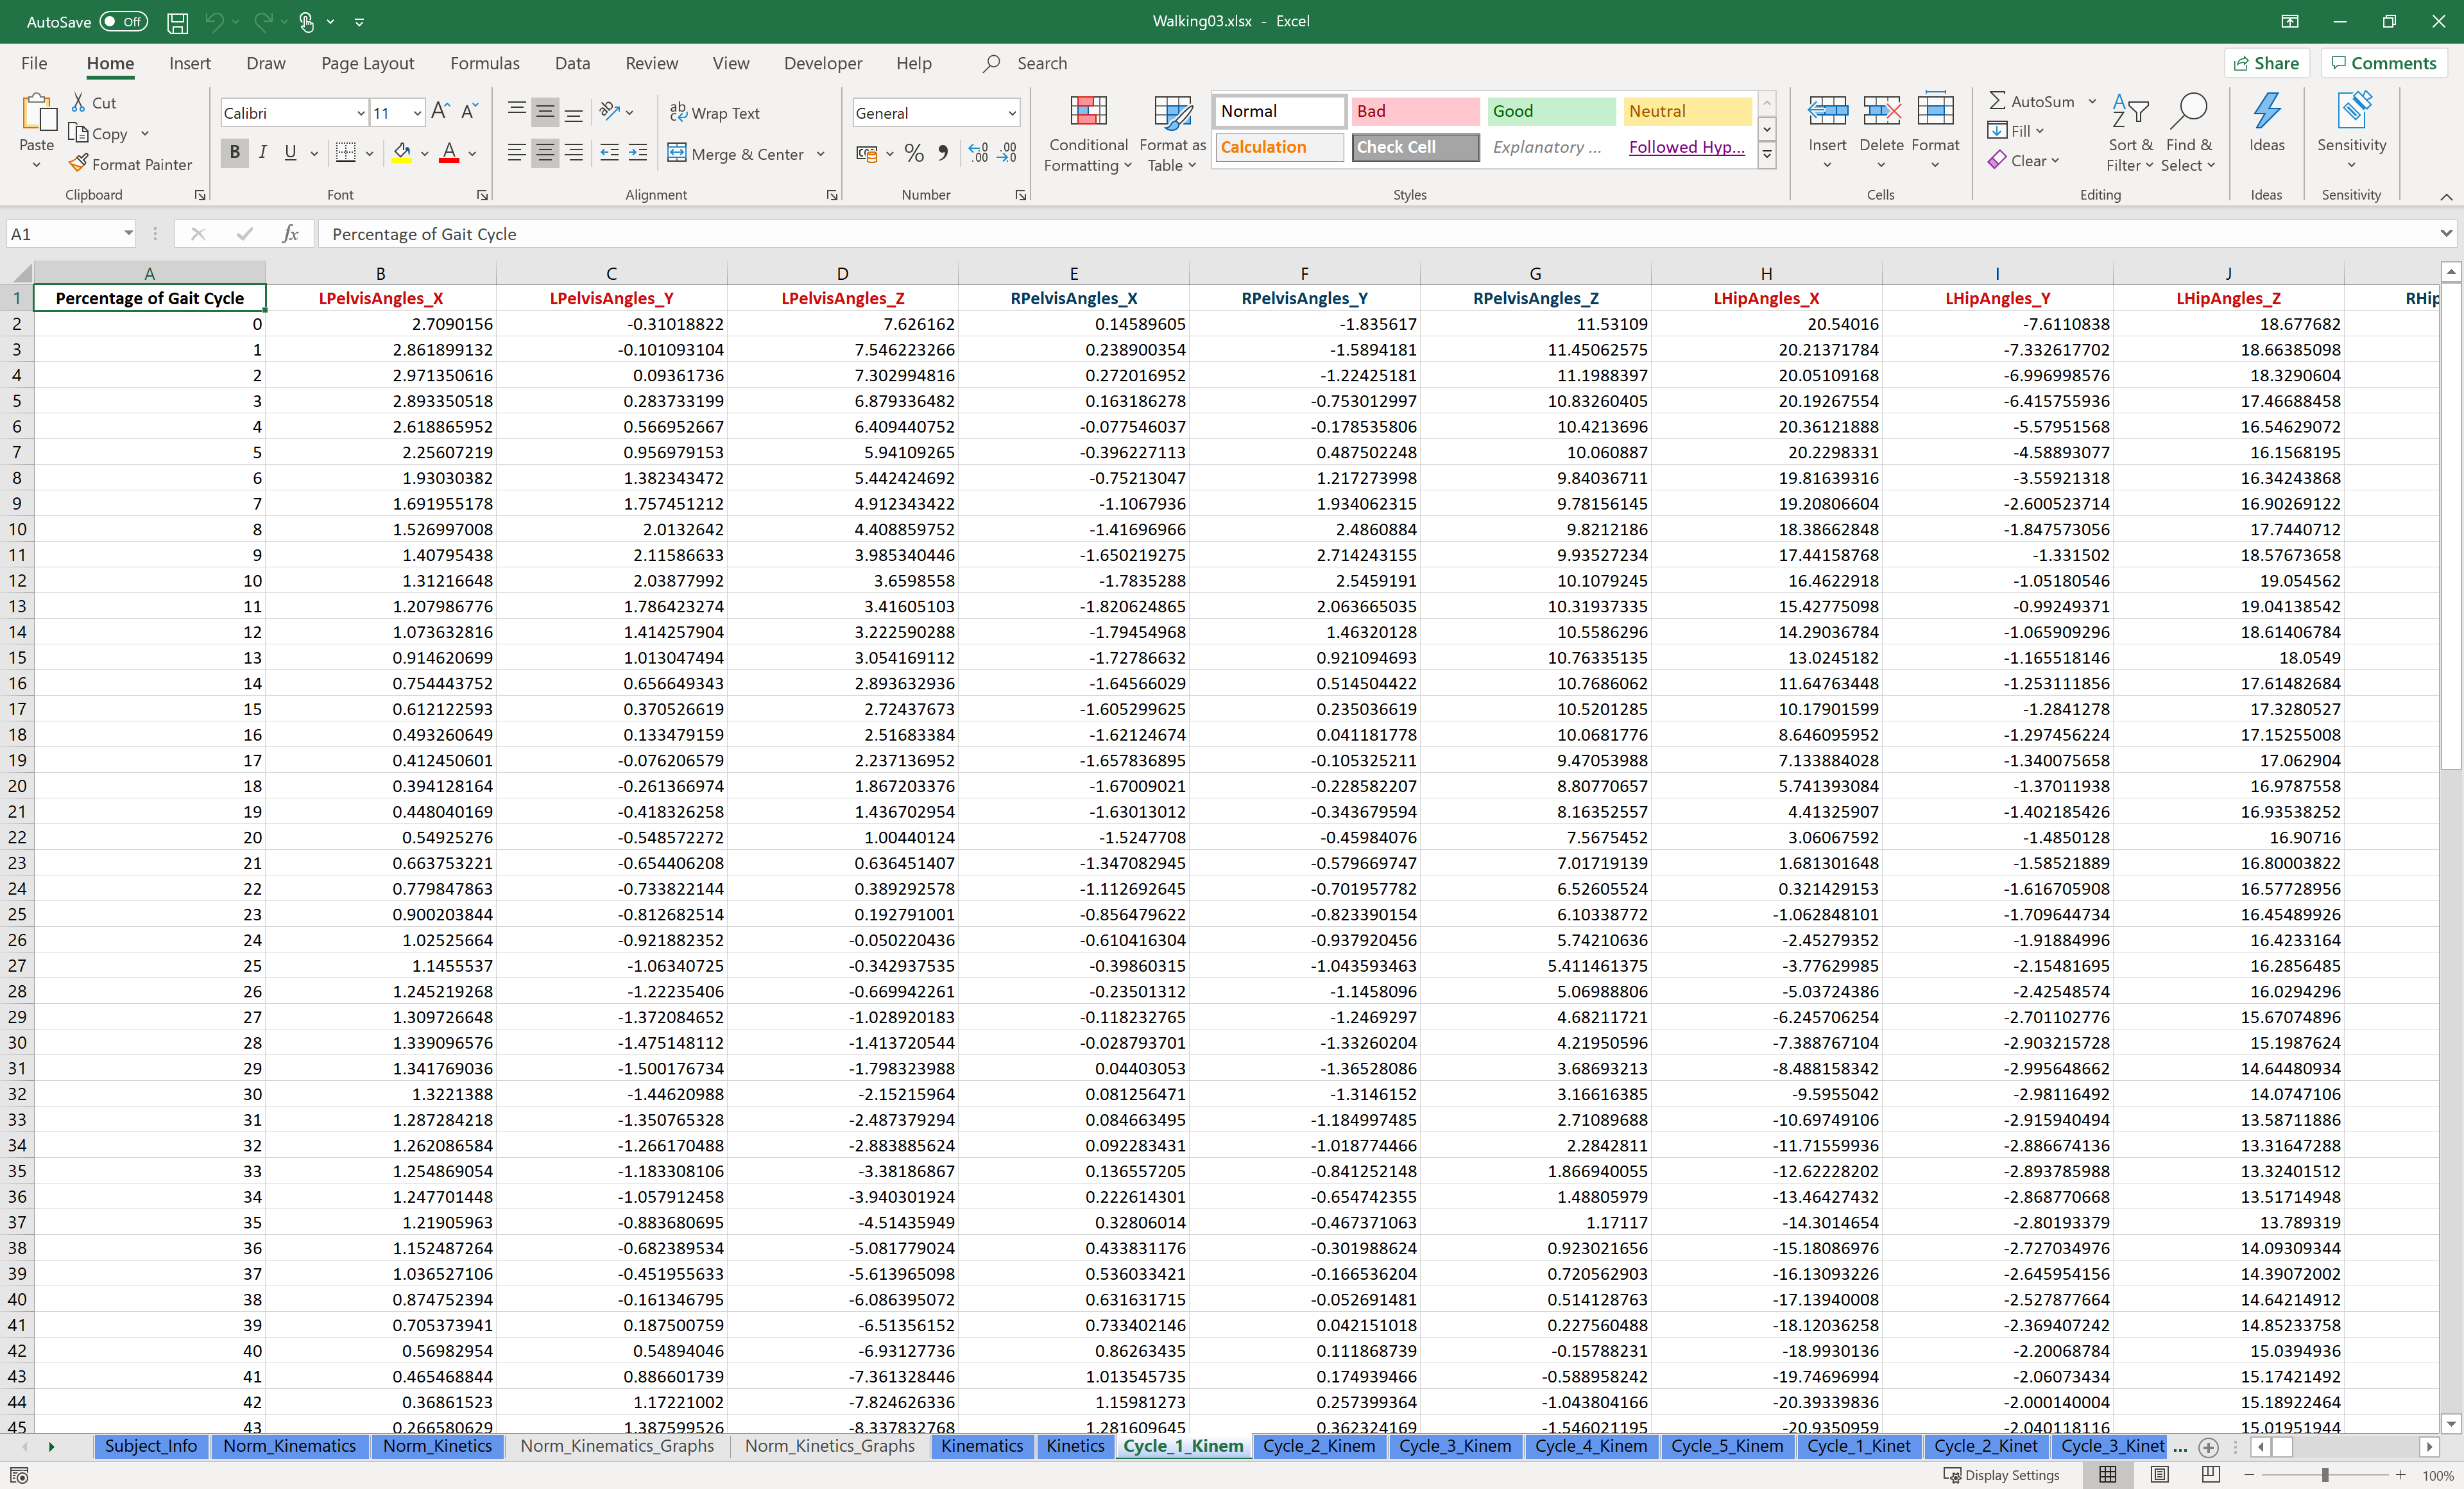 AutoSave Off Walking03.xlsx - Excel
File Home Insert Draw Page Layout Formulas Data Review View Developer Help Search Share Comments
Paste Cut Copy Format Painter Clipboard
Calibri 11 B I U A Font
Wrap Text Merge & Center Alignment
General % Number
Conditional Formatting Format as Table Normal Bad Good Neutral Calculation Check Cell Explanatory ... Followed Hyp... Styles
Insert Delete Format Cells
AutoSum Fill Clear Sort & Filter Find & Select Editing
Ideas Ideas
Sensitivity Sensitivity
A1 fx Percentage of Gait Cycle
A B C D E F G H I J
1 Percentage of Gait Cycle LPelvisAngles_X LPelvisAngles_Y LPelvisAngles_Z RPelvisAngles_X RPelvisAngles_Y RPelvisAngles_Z LHipAngles_X LHipAngles_Y LHipAngles_Z RHip
2 0 2.7090156 -0.31018822 7.626162 0.14589605 -1.835617 11.53109 20.54016 -7.6110838 18.677682
3 1 2.861899132 -0.101093104 7.546223266 0.238900354 -1.5894181 11.45062575 20.21371784 -7.332617702 18.66385098
4 2 2.971350616 0.09361736 7.302994816 0.272016952 -1.22425181 11.1988397 20.05109168 -6.996998576 18.3290604
5 3 2.893350518 0.283733199 6.879336482 0.163186278 -0.753012997 10.83260405 20.19267554 -6.415755936 17.46688458
6 4 2.618865952 0.566952667 6.409440752 -0.077546037 -0.178535806 10.4213696 20.36121888 -5.57951568 16.54629072
7 5 2.25607219 0.956979153 5.94109265 -0.396227113 0.487502248 10.060887 20.2298331 -4.58893077 16.1568195
8 6 1.93030382 1.382343472 5.442424692 -0.75213047 1.217273998 9.84036711 19.81639316 -3.55921318 16.34243868
9 7 1.691955178 1.757451212 4.912343422 -1.1067936 1.934062315 9.78156145 19.20806604 -2.600523714 16.90269122
10 8 1.526997008 2.0132642 4.408859752 -1.41696966 2.4860884 9.8212186 18.38662848 -1.847573056 17.7440712
11 9 1.40795438 2.11586633 3.985340446 -1.650219275 2.714243155 9.93527234 17.44158768 -1.331502 18.57673658
12 10 1.31216648 2.03877992 3.6598558 -1.7835288 2.5459191 10.1079245 16.4622918 -1.05180546 19.054562
13 11 1.207986776 1.786423274 3.41605103 -1.820624865 2.063665035 10.31937335 15.42775098 -0.99249371 19.04138542
14 12 1.073632816 1.414257904 3.222590288 -1.79454968 1.46320128 10.5586296 14.29036784 -1.065909296 18.61406784
15 13 0.914620699 1.013047494 3.054169112 -1.72786632 0.921094693 10.76335135 13.0245182 -1.165518146 18.0549
16 14 0.754443752 0.656649343 2.893632936 -1.64566029 0.514504422 10.7686062 11.64763448 -1.253111856 17.61482684
17 15 0.612122593 0.370526619 2.72437673 -1.605299625 0.235036619 10.5201285 10.17901599 -1.2841278 17.3280527
18 16 0.493260649 0.133479159 2.51683384 -1.62124674 0.041181778 10.0681776 8.646095952 -1.297456224 17.15255008
19 17 0.412450601 -0.076206579 2.237136952 -1.657836895 -0.105325211 9.47053988 7.133884028 -1.340075658 17.062904
20 18 0.394128164 -0.261366974 1.867203376 -1.67009021 -0.228582207 8.80770657 5.741393084 -1.37011938 16.9787558
21 19 0.448040169 -0.418326258 1.436702954 -1.63013012 -0.343679594 8.16352557 4.41325907 -1.402185426 16.93538252
22 20 0.54925276 -0.548572272 1.00440124 -1.5247708 -0.45984076 7.5675452 3.06067592 -1.4850128 16.90716
23 21 0.663753221 -0.654406208 0.636451407 -1.347082945 -0.579669747 7.01719139 1.681301648 -1.58521889 16.80003822
24 22 0.779847863 -0.733822144 0.389292578 -1.112692645 -0.701957782 6.52605524 0.321429153 -1.616705908 16.57728956
25 23 0.900203844 -0.812682514 0.192791001 -0.856479622 -0.823390154 6.10338772 -1.062848101 -1.709644734 16.45489926
26 24 1.02525664 -0.921882352 -0.050220436 -0.610416304 -0.937920456 5.74210636 -2.45279352 -1.91884996 16.4233164
27 25 1.1455537 -1.06340725 -0.342937535 -0.39860315 -1.043593463 5.411461375 -3.77629985 -2.15481695 16.2856485
28 26 1.245219268 -1.22235406 -0.669942261 -0.23501312 -1.1458096 5.06988806 -5.03724386 -2.42548574 16.0294296
29 27 1.309726648 -1.372084652 -1.028920183 -0.118232765 -1.2469297 4.68211721 -6.245706254 -2.701102776 15.67074896
30 28 1.339096576 -1.475148112 -1.413720544 -0.028793701 -1.33260204 4.21950596 -7.388767104 -2.903215728 15.1987624
31 29 1.341769036 -1.500176734 -1.798323988 0.04403053 -1.36528086 3.68693213 -8.488158342 -2.995648662 14.64480934
32 30 1.3221388 -1.44620988 -2.15215964 0.081256471 -1.3146152 3.16616385 -9.5955042 -2.98116492 14.0747106
33 31 1.287284218 -1.350765328 -2.487379294 0.084663495 -1.184997485 2.71089688 -10.69749106 -2.915940494 13.58711886
34 32 1.262086584 -1.266170488 -2.883885624 0.092283431 -1.018774466 2.2842811 -11.71559936 -2.886674136 13.31647288
35 33 1.254869054 -1.183308106 -3.38186867 0.136557205 -0.841252148 1.866940055 -12.62228202 -2.893785988 13.32401512
36 34 1.247701448 -1.057912458 -3.940301924 0.222614301 -0.654742355 1.48805979 -13.46427432 -2.868770668 13.51714948
37 35 1.21905963 -0.883680695 -4.51435949 0.32806014 -0.467371063 1.17117 -14.3014654 -2.80193379 13.789319
38 36 1.152487264 -0.682389534 -5.081779024 0.433831176 -0.301988624 0.923021656 -15.18086976 -2.727034976 14.09309344
39 37 1.036527106 -0.451955633 -5.613965098 0.536033421 -0.166536204 0.720562903 -16.13093226 -2.645954156 14.39072002
40 38 0.874752394 -0.161346795 -6.086395072 0.631631715 -0.052691481 0.514128763 -17.13940008 -2.527877664 14.64214912
41 39 0.705373941 0.187500759 -6.51356152 0.733402146 0.042151018 0.227560488 -18.12036258 -2.369407242 14.85233758
42 40 0.56982954 0.54894046 -6.93127736 0.86263435 0.111868739 -0.15788231 -18.9930136 -2.20068784 15.0394936
43 41 0.465468844 0.886601739 -7.361328446 1.013545735 0.174939466 -0.588958242 -19.74696994 -2.06073434 15.17421492
44 42 0.36861523 1.17221002 -7.824626336 1.15981273 0.257399364 -1.043804166 -20.39339836 -2.000140004 15.18922464
45 43 0.266580629 1.387599526 -8.337832768 1.281609645 0.362324169 -1.546021195 -20.9350959 -2.040118116 15.01951944
Subject_Info Norm_Kinematics Norm_Kinetics Norm_Kinematics_Graphs Norm_Kinetics_Graphs Kinematics Kinetics Cycle_1_Kinem Cycle_2_Kinem Cycle_3_Kinem Cycle_4_Kinem Cycle_5_Kinem Cycle_1_Kinet Cycle_2_Kinet Cycle_3_Kinet ...
Display Settings 100%